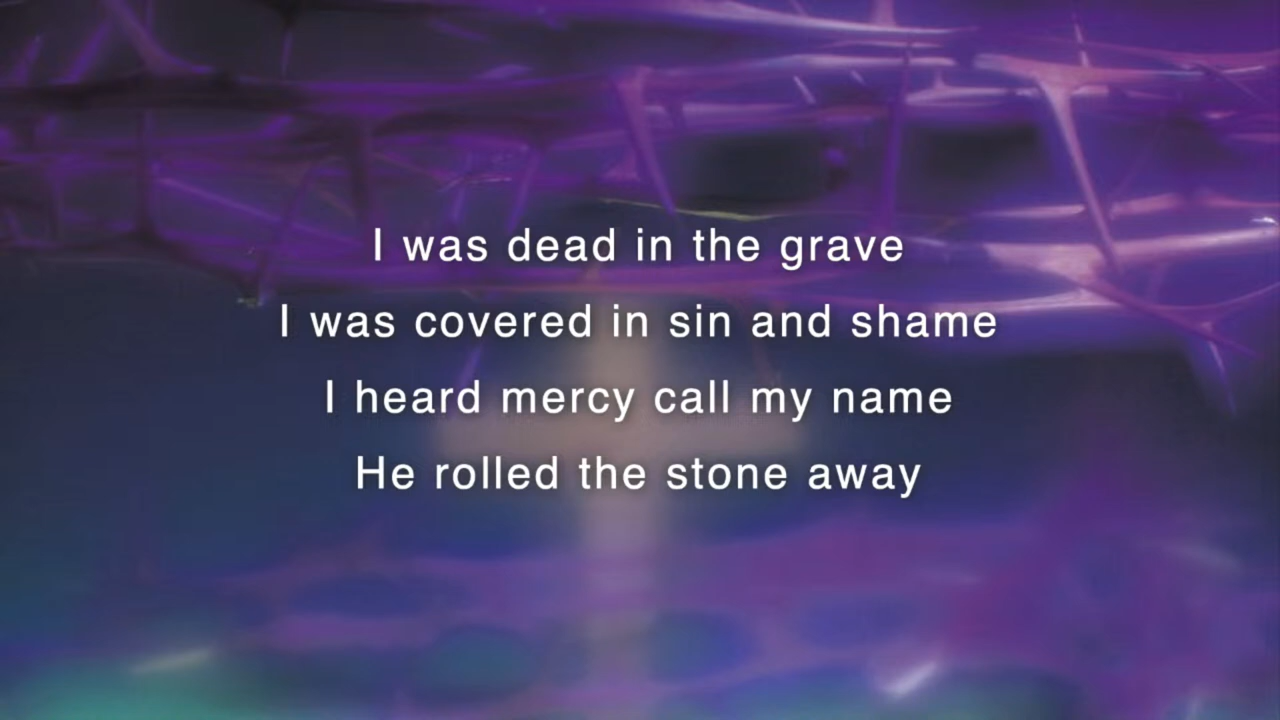 I was dead in the grave
I was covered in sin and shame
I heard mercy call my name
He rolled the stone away